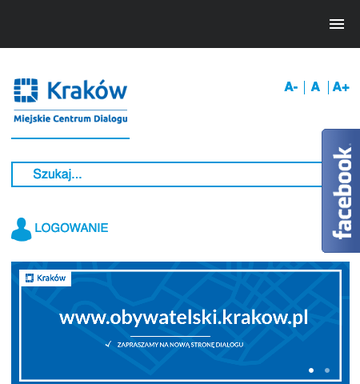 Kraków
Miejskie Centrum Dialogu
A- | A | A+
Szukaj...
facebook
LOGOWANIE
Kraków
www.obywatelski.krakow.pl
ZAPRASZAMY NA NOWĄ STRONĘ DIALOGU